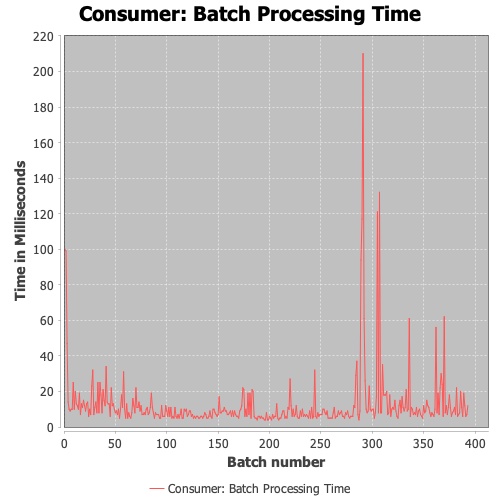 Consumer: Batch Processing Time
220
200
180
160
140
120
100
80
60
40
20
0
Time in Milliseconds
0 50 100 150 200 250 300 350 400
Batch number
Consumer: Batch Processing Time